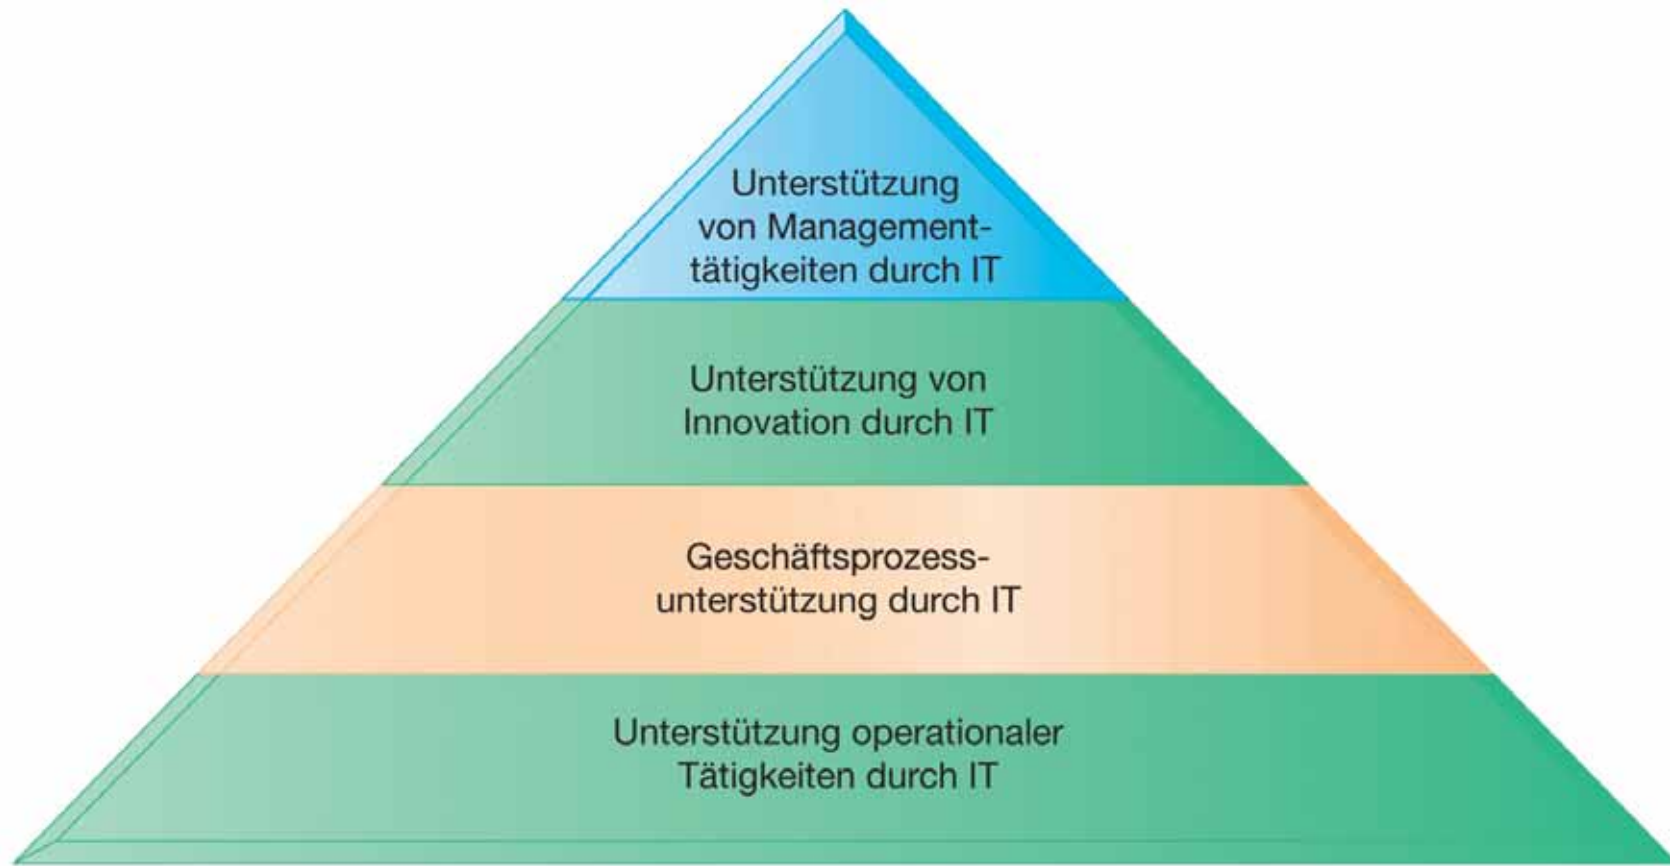 Unterstützung
von Management-
tätigkeiten durch IT
Unterstützung von
Innovation durch IT
Geschäftsprozess-
unterstützung durch IT
Unterstützung operationaler
Tätigkeiten durch IT